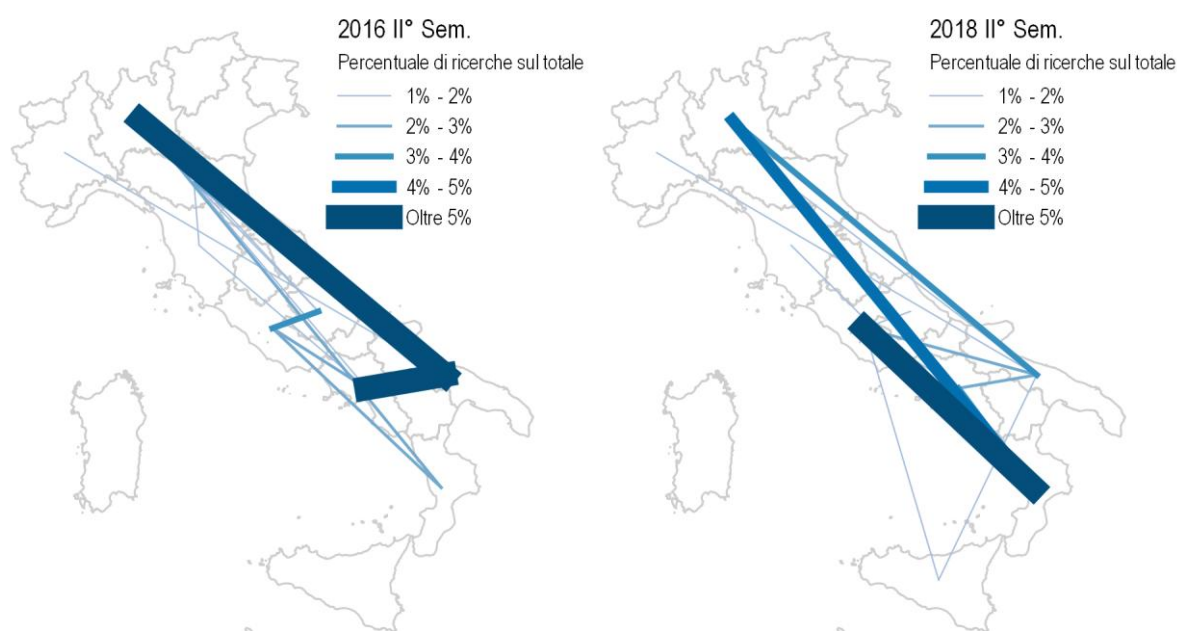 2016 II° Sem.
Percentuale di ricerche sul totale
1% - 2%
2% - 3%
3% - 4%
4% - 5%
Oltre 5%
2018 II° Sem.
Percentuale di ricerche sul totale
1% - 2%
2% - 3%
3% - 4%
4% - 5%
Oltre 5%